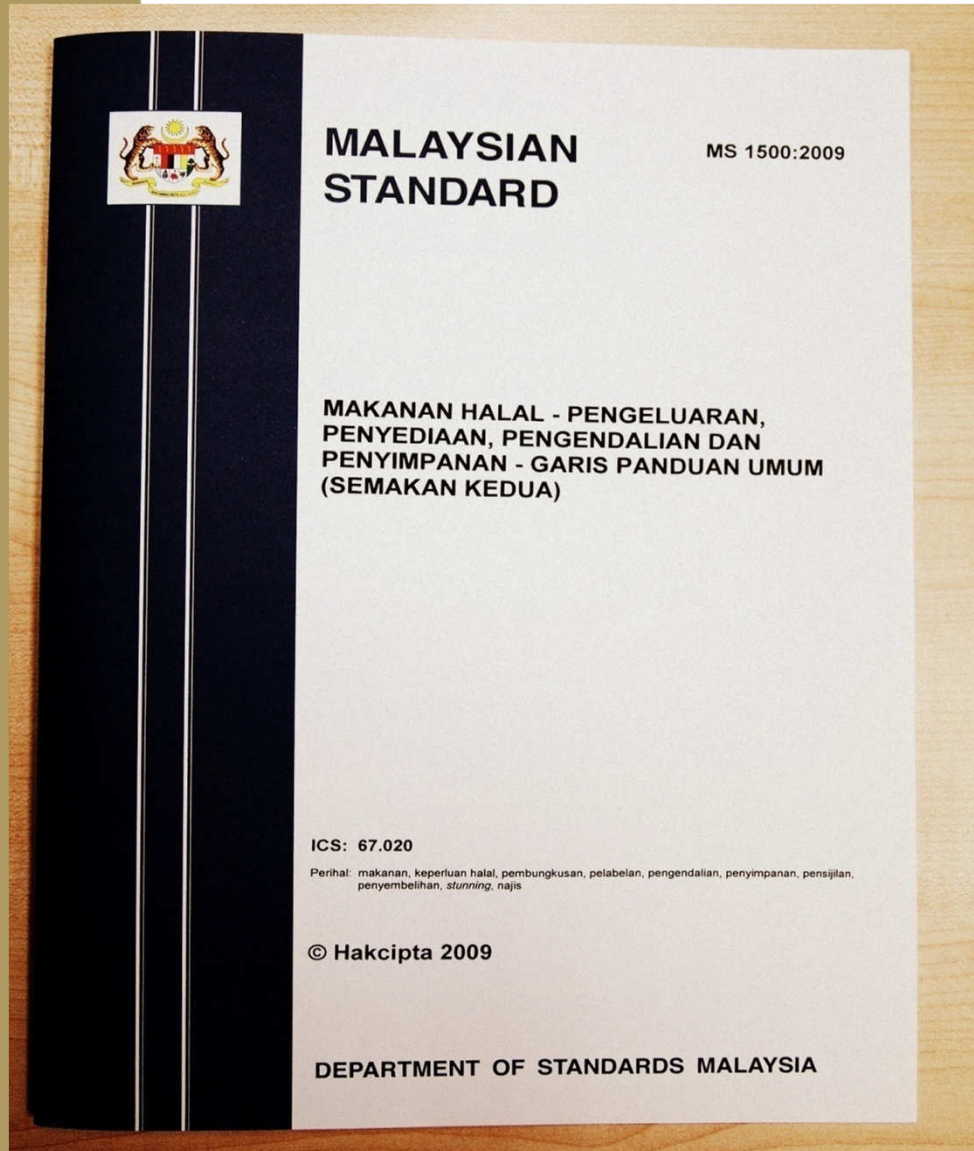 MALAYSIAN
STANDARD
MS 1500:2009
MAKANAN HALAL - PENGELUARAN,
PENYEDIAAN, PENGENDALIAN DAN
PENYIMPANAN - GARIS PANDUAN UMUM
(SEMAKAN KEDUA)
ICS: 67.020
Perihal: makanan, keperluan halal, pembungkusan, pelabelan, pengendalian, penyimpanan, pensijilan,
penyembelihan, stunning, najis
© Hakcipta 2009
DEPARTMENT OF STANDARDS MALAYSIA